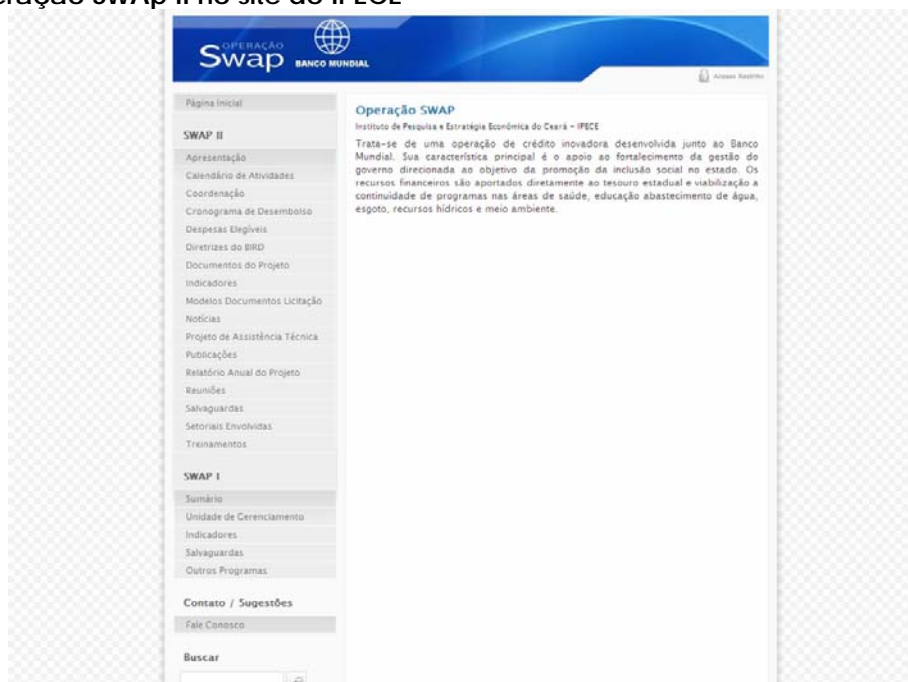 eração SWAp II no site do IPECE
OPERAÇÃO
Swap BANCO MUNDIAL
Acesso Restrito
Página Inicial
SWAP II
Apresentação
Calendário de Atividades
Coordenação
Cronograma de Desembolso
Despesas Elegíveis
Diretrizes do BIRD
Documentos do Projeto
Indicadores
Modelos Documentos Licitação
Notícias
Projeto de Assistência Técnica
Publicações
Relatório Anual do Projeto
Reuniões
Salvaguardas
Setoriais Envolvidas
Treinamentos
SWAP I
Sumário
Unidade de Gerenciamento
Indicadores
Salvaguardas
Outros Programas
Contato / Sugestões
Fale Conosco
Buscar
Operação SWAP
Instituto de Pesquisa e Estratégia Econômica do Ceará - IPECE
Trata-se de uma operação de crédito inovadora desenvolvida junto ao Banco
Mundial. Sua característica principal é o apoio ao fortalecimento da gestão do
governo direcionada ao objetivo da promoção da inclusão social no estado. Os
recursos financeiros são aportados diretamente ao tesouro estadual e viabilização a
continuidade de programas nas áreas de saúde, educação abastecimento de água,
esgoto, recursos hídricos e meio ambiente.